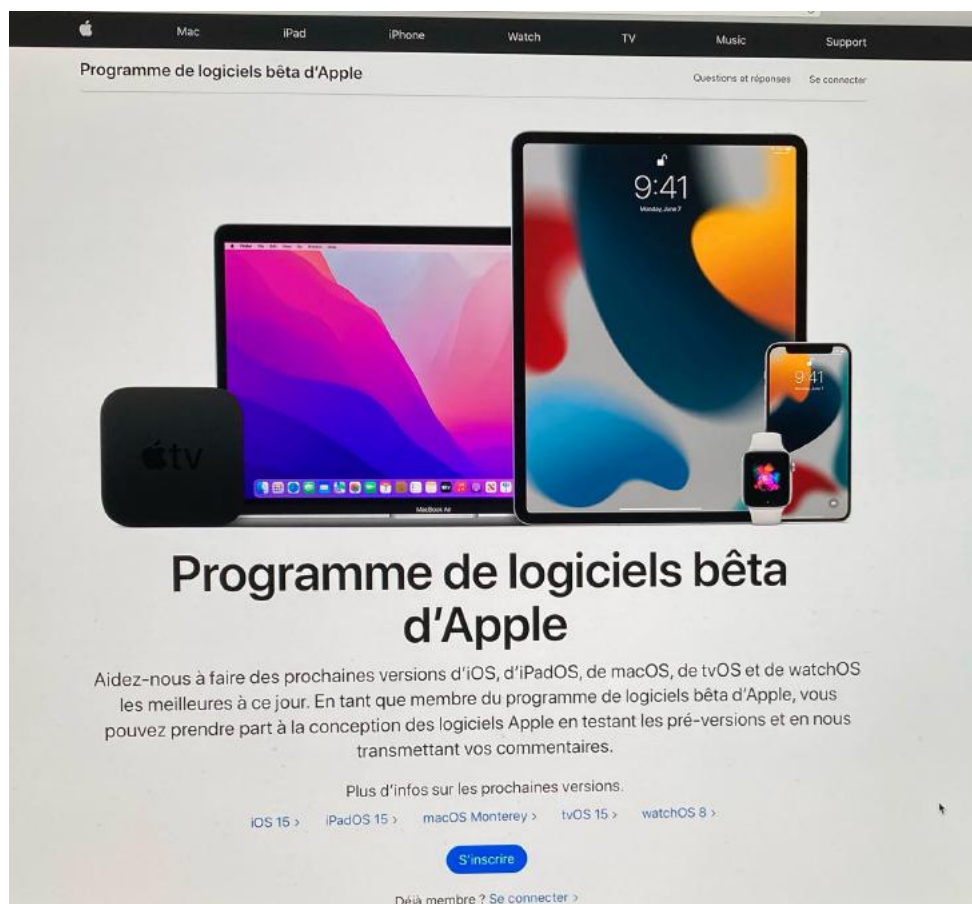 Mac iPad iPhone Watch TV Music Support
Programme de logiciels bêta d'Apple
Questions et réponses Se connecter
9:41
Monday, June 7
9:41
tv
MacBook Air
Programme de logiciels bêta
d'Apple
Aidez-nous à faire des prochaines versions d'iOS, d'iPadOS, de macOS, de tvOS et de watchOS
les meilleures à ce jour. En tant que membre du programme de logiciels bêta d'Apple, vous
pouvez prendre part à la conception des logiciels Apple en testant les pré-versions et en nous
transmettant vos commentaires.
Plus d'infos sur les prochaines versions.
iOS 15 > iPadOS 15 > macOS Monterey > tvOS 15 > watchOS 8 >
S'inscrire
Déjà membre ? Se connecter >